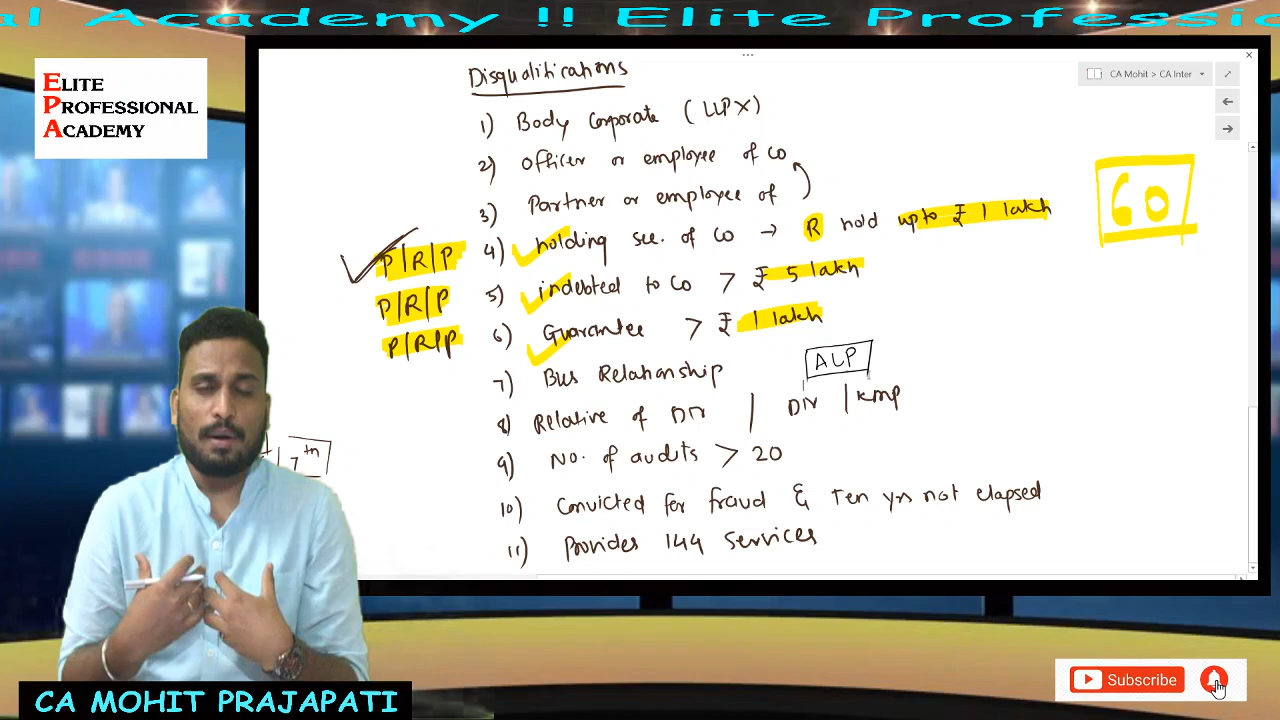 al Academy !! Elite Professio
ELITE
PROFESSIONAL
ACADEMY
CA Mohit > CA Inter
Disqualifications
1) Body Corporate ( LLP X)
2) Officer or employee of Co
3) Partner or employee of
P/R/P 4) holding sec. of Co → R hold upto ₹ 1 lakh
60
P/R/P 5) indebted to Co > ₹ 5 lakh
P/R/P 6) Guarantee > ₹ 1 lakh
7) Bus Relationship ALP
8) Relative of Dir | Dir | KMP
7th
9) No. of audits > 20
10) Convicted for fraud & Ten yrs not elapsed
11) Provides 144 Services
Subscribe
CA MOHIT PRAJAPATI